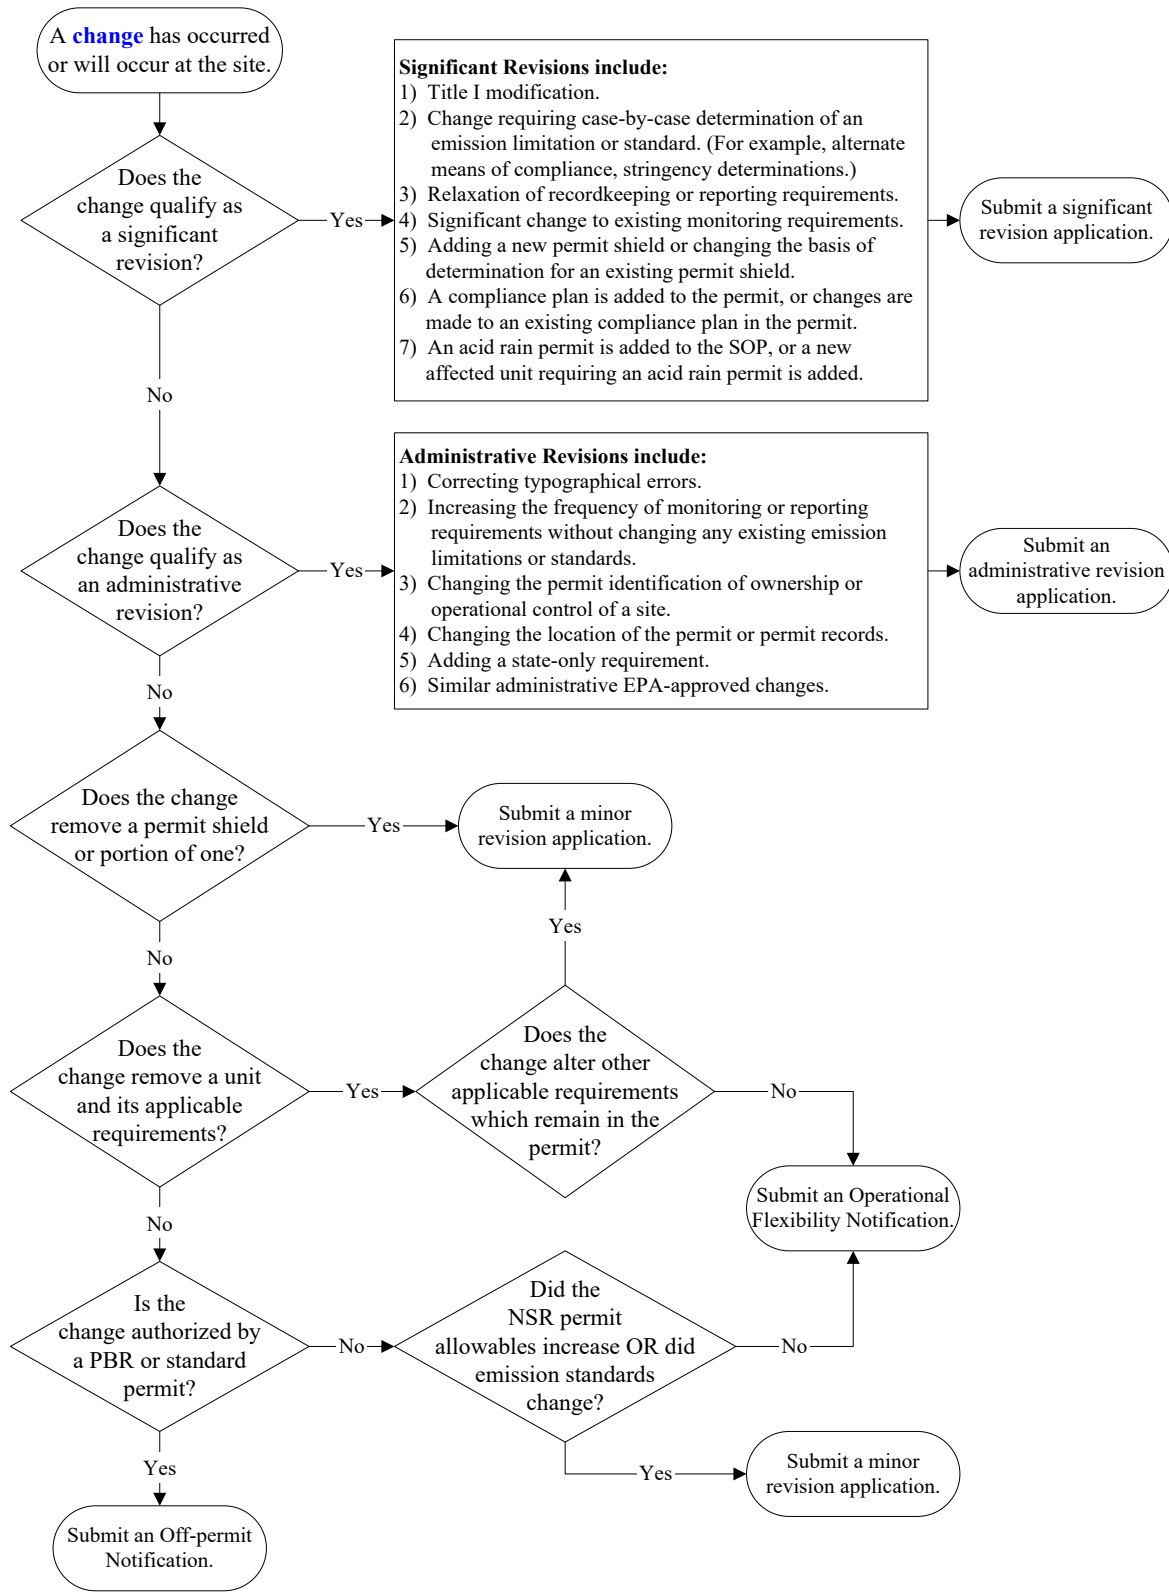 A change has occurred
or will occur at the site.
Does the
change qualify as
a significant
revision?
Yes
Significant Revisions include:
1) Title I modification.
2) Change requiring case-by-case determination of an
emission limitation or standard. (For example, alternate
means of compliance, stringency determinations.)
3) Relaxation of recordkeeping or reporting requirements.
4) Significant change to existing monitoring requirements.
5) Adding a new permit shield or changing the basis of
determination for an existing permit shield.
6) A compliance plan is added to the permit, or changes are
made to an existing compliance plan in the permit.
7) An acid rain permit is added to the SOP, or a new
affected unit requiring an acid rain permit is added.
Submit a significant
revision application.
No
Does the
change qualify as
an administrative
revision?
Yes
Administrative Revisions include:
1) Correcting typographical errors.
2) Increasing the frequency of monitoring or reporting
requirements without changing any existing emission
limitations or standards.
3) Changing the permit identification of ownership or
operational control of a site.
4) Changing the location of the permit or permit records.
5) Adding a state-only requirement.
6) Similar administrative EPA-approved changes.
Submit an
administrative revision
application.
No
Does the change
remove a permit shield
or portion of one?
Yes
Submit a minor
revision application.
Yes
No
Does the
change remove a unit
and its applicable
requirements?
Yes
Does the
change alter other
applicable requirements
which remain in the
permit?
No
Submit an Operational
Flexibility Notification.
No
Is the
change authorized by
a PBR or standard
permit?
No
Did the
NSR permit
allowables increase OR did
emission standards
change?
No
Yes
Submit a minor
revision application.
Yes
Submit an Off-permit
Notification.